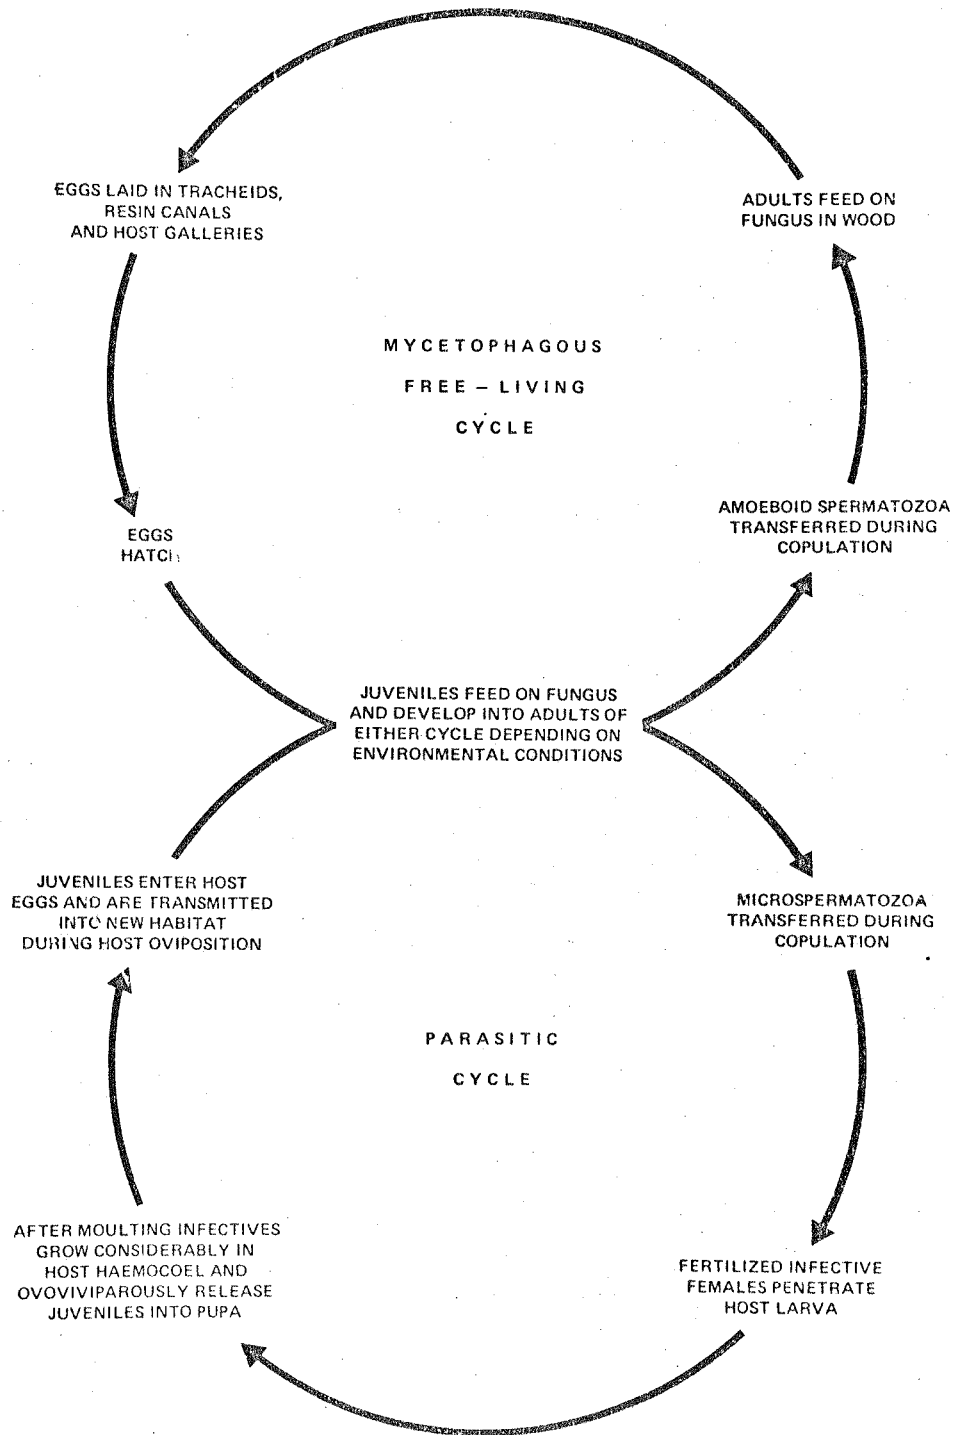 EGGS LAID IN TRACHEIDS,
RESIN CANALS
AND HOST GALLERIES
ADULTS FEED ON
FUNGUS IN WOOD
MYCETOPHAGOUS
FREE – LIVING
CYCLE
EGGS
HATCH
AMOEBOID SPERMATOZOA
TRANSFERRED DURING
COPULATION
JUVENILES FEED ON FUNGUS
AND DEVELOP INTO ADULTS OF
EITHER CYCLE DEPENDING ON
ENVIRONMENTAL CONDITIONS
JUVENILES ENTER HOST
EGGS AND ARE TRANSMITTED
INTO NEW HABITAT
DURING HOST OVIPOSITION
MICROSPERMATOZOA
TRANSFERRED DURING
COPULATION
PARASITIC
CYCLE
AFTER MOULTING INFECTIVES
GROW CONSIDERABLY IN
HOST HAEMOCOEL AND
OVOVIVIPAROUSLY RELEASE
JUVENILES INTO PUPA
FERTILIZED INFECTIVE
FEMALES PENETRATE
HOST LARVA